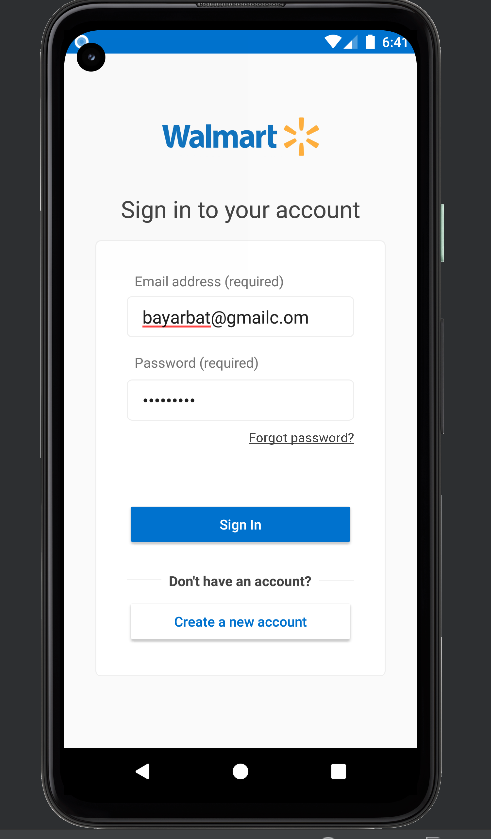 6:41
Walmart
Sign in to your account
Email address (required)
bayarbat@gmailc.om
Password (required)
•••••••••
Forgot password?
Sign In
Don't have an account?
Create a new account